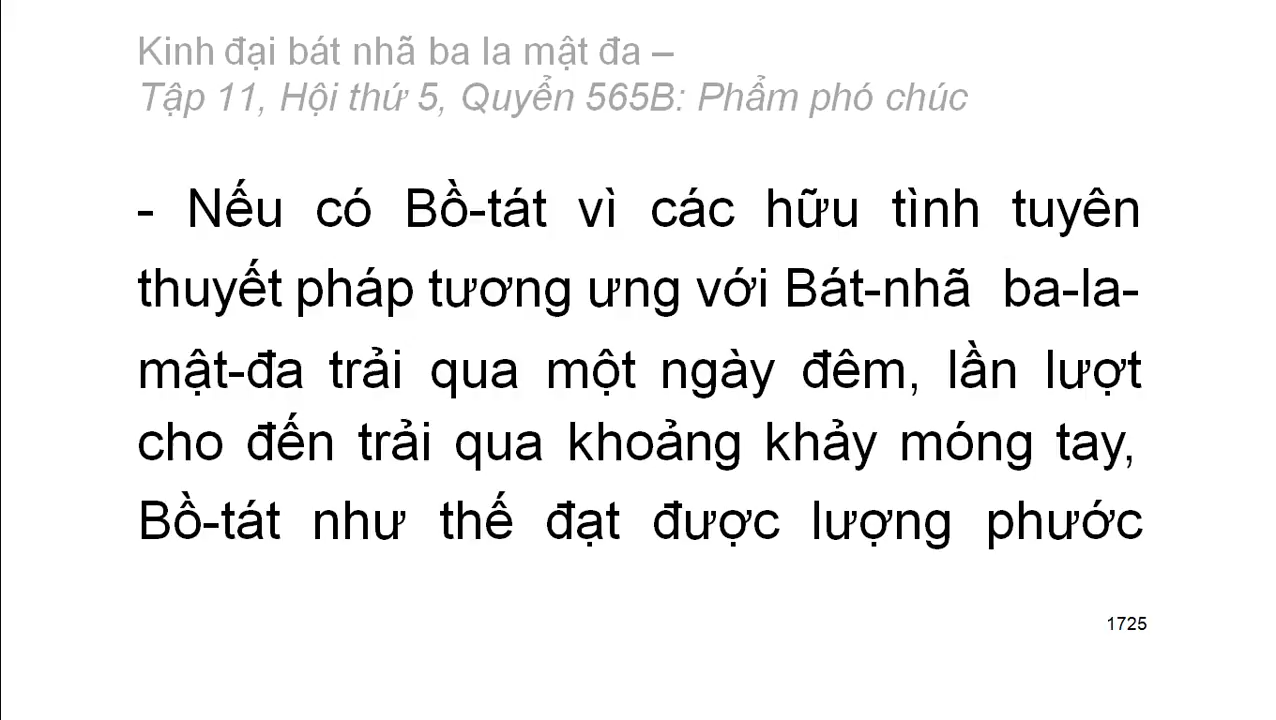 Kinh đại bát nhã ba la mật đa –
Tập 11, Hội thứ 5, Quyển 565B: Phẩm phó chúc
- Nếu có Bồ-tát vì các hữu tình tuyên
thuyết pháp tương ưng với Bát-nhã ba-la-
mật-đa trải qua một ngày đêm, lần lượt
cho đến trải qua khoảng khảy móng tay,
Bồ-tát như thế đạt được lượng phước
1725